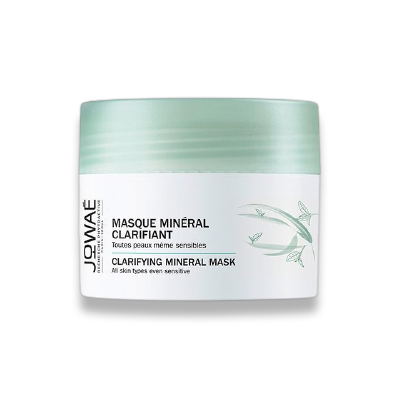 JOWAÉ
MASQUE MINÉRAL
CLARIFIANT
Toutes peaux même sensibles
CLARIFYING MINERAL MASK
All skin types even sensitive